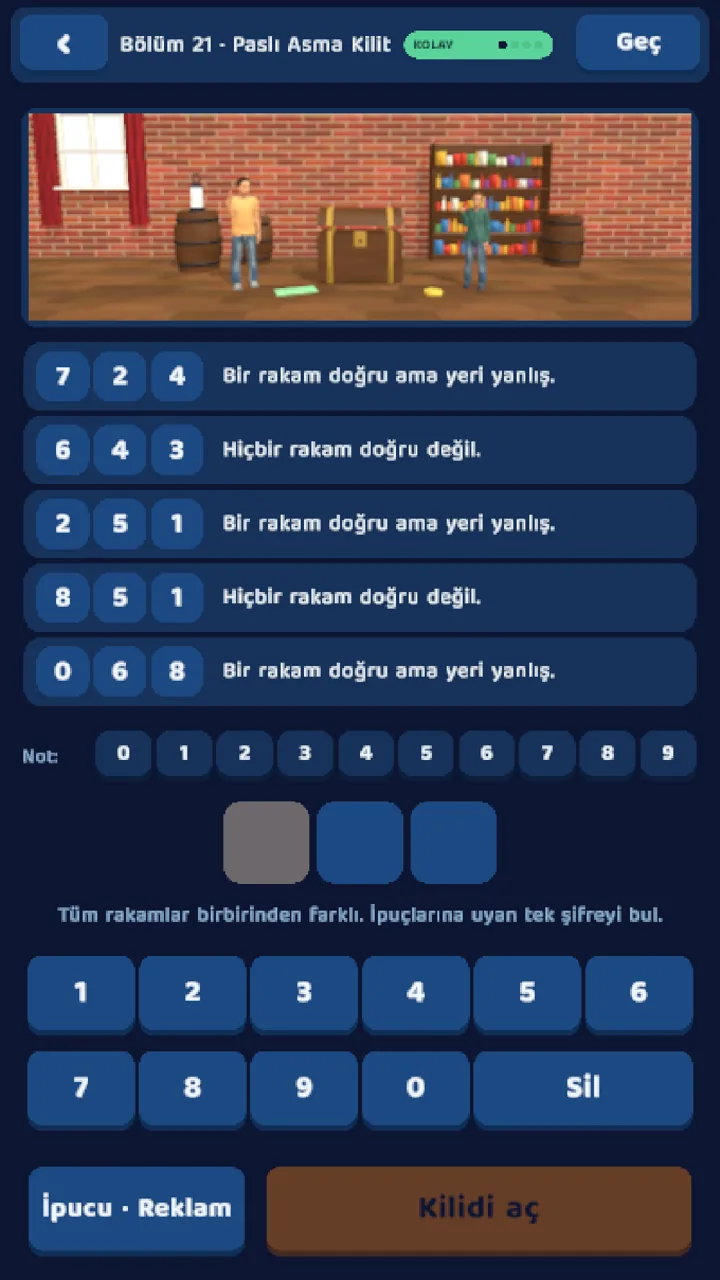 Bölüm 21 · Paslı Asma Kilit KOLAY Geç
7 2 4 Bir rakam doğru ama yeri yanlış.
6 4 3 Hiçbir rakam doğru değil.
2 5 1 Bir rakam doğru ama yeri yanlış.
8 5 1 Hiçbir rakam doğru değil.
0 6 8 Bir rakam doğru ama yeri yanlış.
Not: 0 1 2 3 4 5 6 7 8 9
Tüm rakamlar birbirinden farklı. İpuçlarına uyan tek şifreyi bul.
1 2 3 4 5 6
7 8 9 0 Sil
İpucu · Reklam Kilidi aç